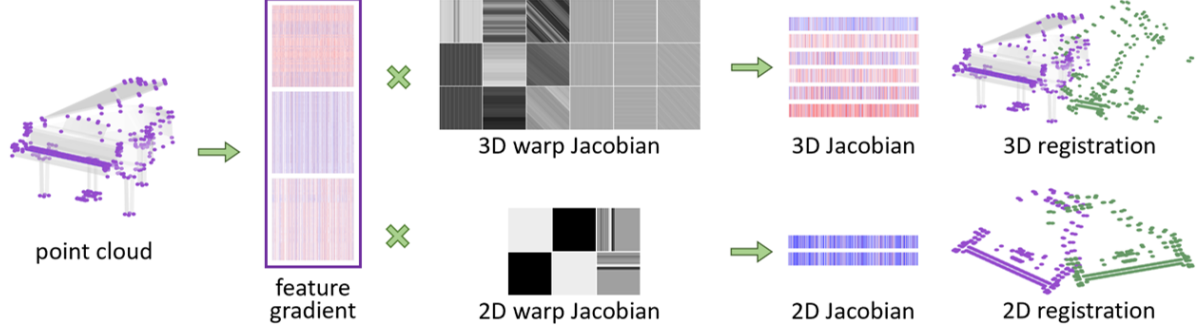 point cloud
feature
gradient
3D warp Jacobian
3D Jacobian
3D registration
2D warp Jacobian
2D Jacobian
2D registration